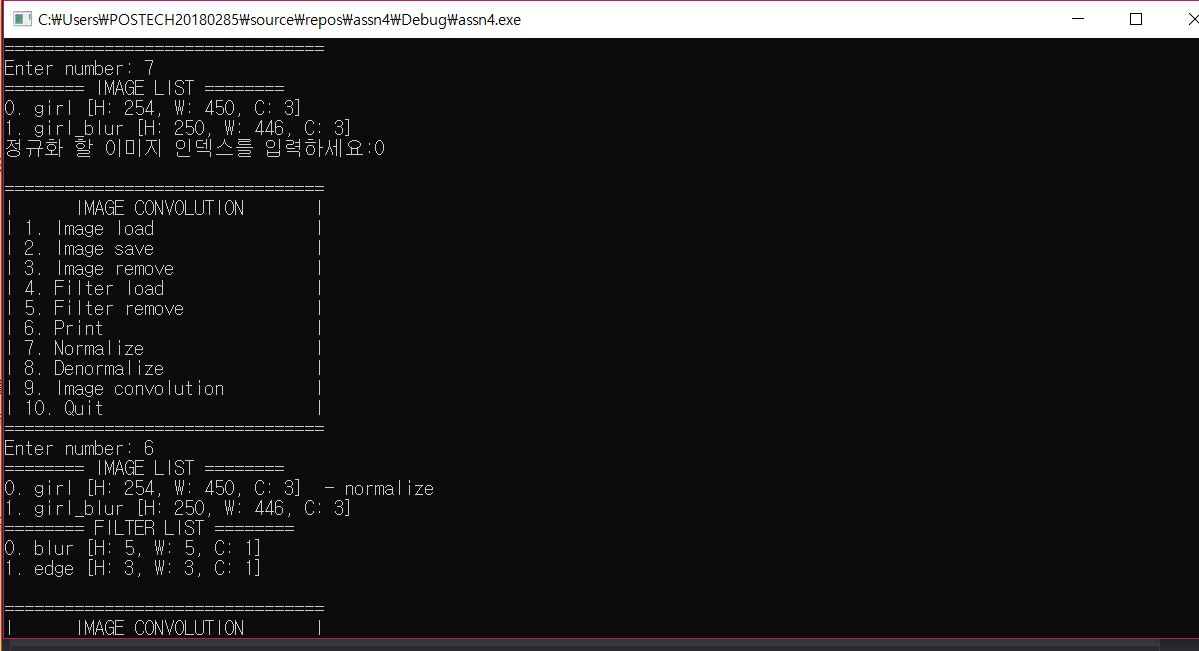 C:₩Users₩POSTECH20180285₩source₩repos₩assn4₩Debug₩assn4.exe
================================
Enter number: 7
======== IMAGE LIST ========
0. girl [H: 254, W: 450, C: 3]
1. girl_blur [H: 250, W: 446, C: 3]
정규화 할 이미지 인덱스를 입력하세요:0
================================
| IMAGE CONVOLUTION |
| 1. Image load |
| 2. Image save |
| 3. Image remove |
| 4. Filter load |
| 5. Filter remove |
| 6. Print |
| 7. Normalize |
| 8. Denormalize |
| 9. Image convolution |
| 10. Quit |
================================
Enter number: 6
======== IMAGE LIST ========
0. girl [H: 254, W: 450, C: 3] - normalize
1. girl_blur [H: 250, W: 446, C: 3]
======== FILTER LIST ========
0. blur [H: 5, W: 5, C: 1]
1. edge [H: 3, W: 3, C: 1]
================================
| IMAGE CONVOLUTION |